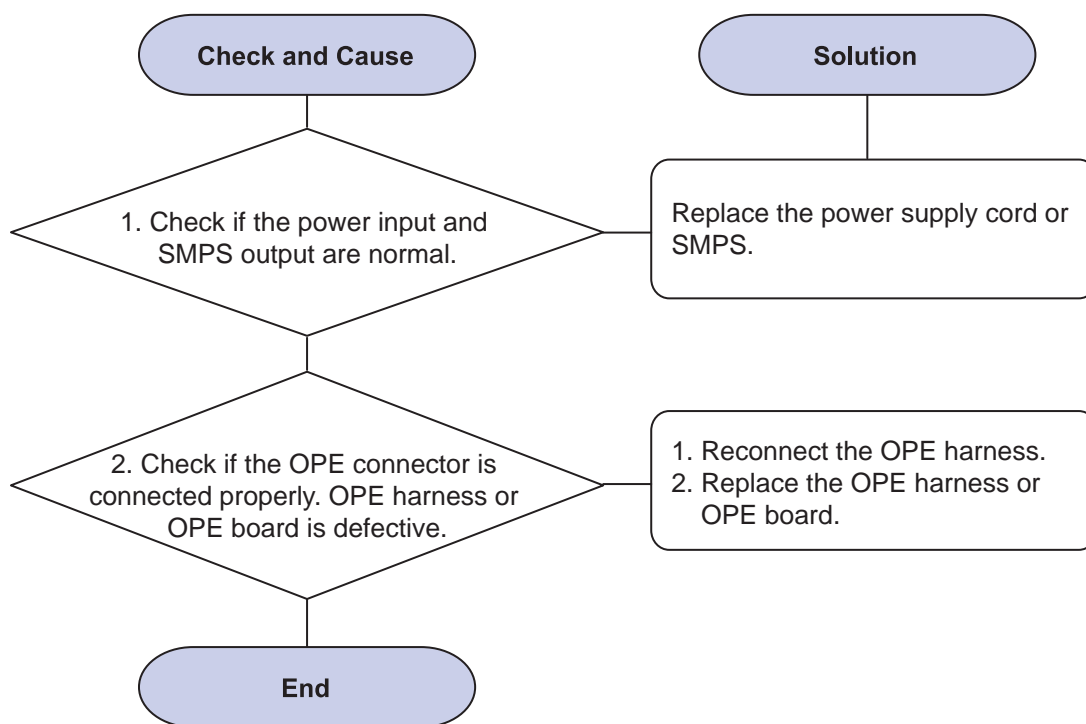 Check and Cause
Solution
1. Check if the power input and
SMPS output are normal.
Replace the power supply cord or
SMPS.
2. Check if the OPE connector is
connected properly. OPE harness or
OPE board is defective.
1. Reconnect the OPE harness.
2. Replace the OPE harness or
OPE board.
End